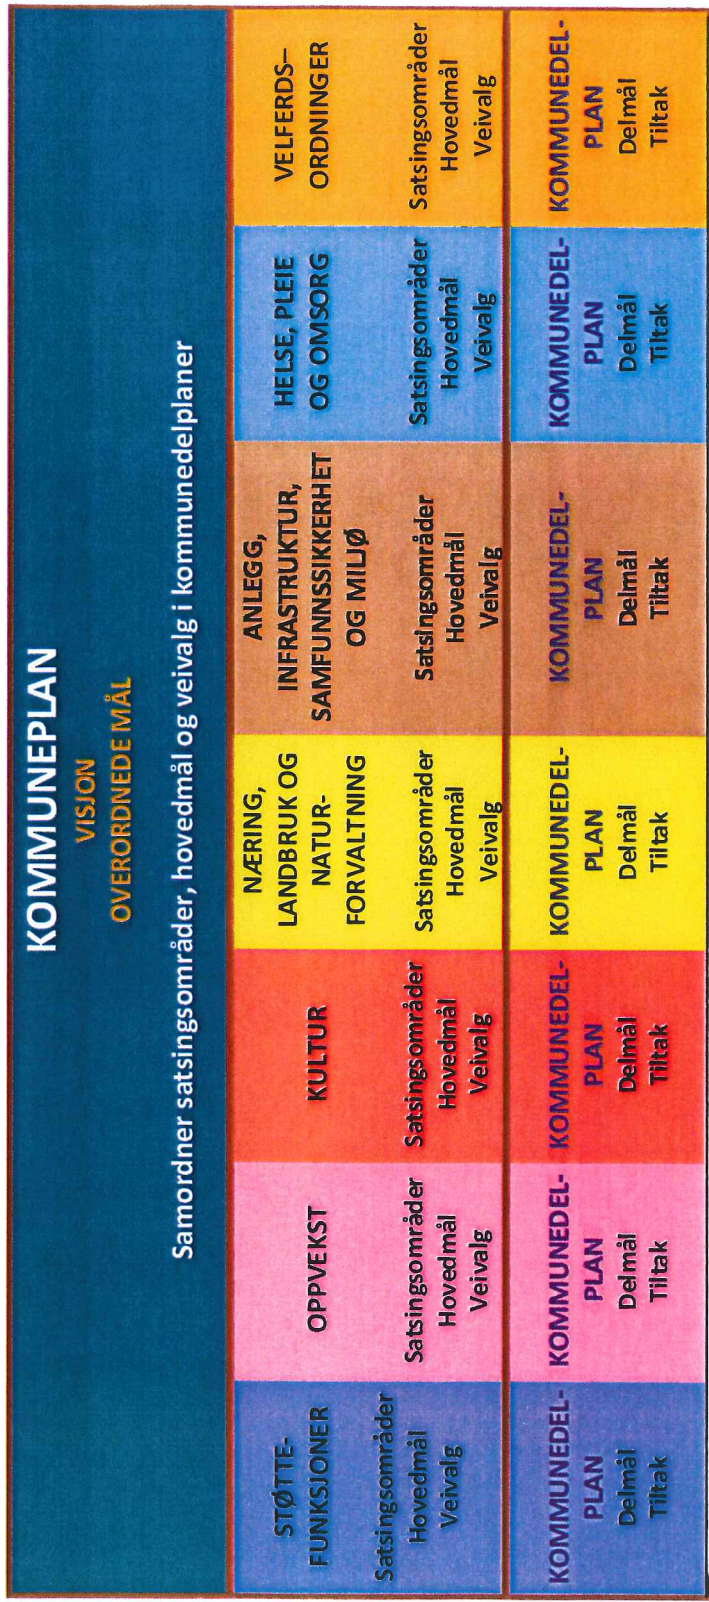 KOMMUNEPLAN
VISJON
OVERORDNEDE MÅL
Samordner satsingsområder, hovedmål og veivalg i kommunedelplaner
STØTTE-
FUNKSJONER
Satsingsområder
Hovedmål
Veivalg
OPPVEKST
Satsingsområder
Hovedmål
Veivalg
KULTUR
Satsingsområder
Hovedmål
Veivalg
NÆRING,
LANDBRUK OG
NATUR-
FORVALTNING
Satsingsområder
Hovedmål
Veivalg
ANLEGG,
INFRASTRUKTUR,
SAMFUNNSSIKKERHET
OG MILJØ
Satsingsområder
Hovedmål
Veivalg
HELSE, PLEIE
OG OMSORG
Satsingsområder
Hovedmål
Veivalg
VELFERDS–
ORDNINGER
Satsingsområder
Hovedmål
Veivalg
KOMMUNEDEL-
PLAN
Delmål
Tiltak
KOMMUNEDEL-
PLAN
Delmål
Tiltak
KOMMUNEDEL-
PLAN
Delmål
Tiltak
KOMMUNEDEL-
PLAN
Delmål
Tiltak
KOMMUNEDEL-
PLAN
Delmål
Tiltak
KOMMUNEDEL-
PLAN
Delmål
Tiltak
KOMMUNEDEL-
PLAN
Delmål
Tiltak